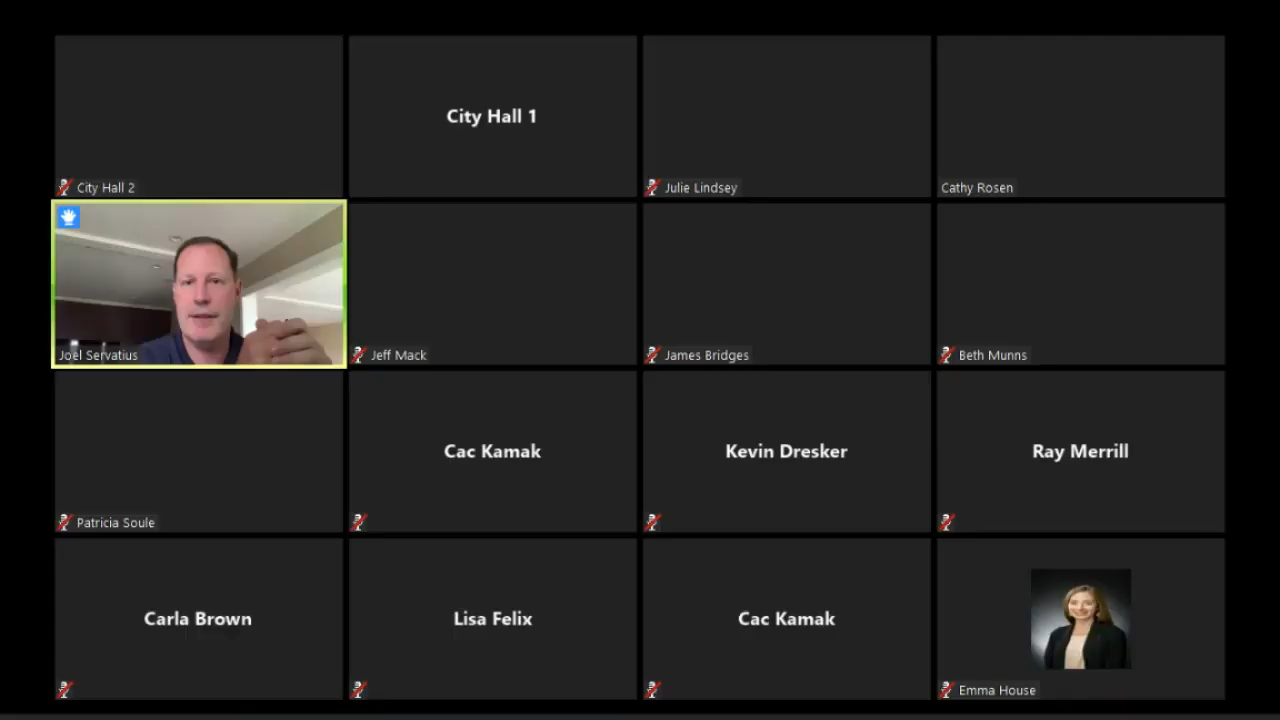 City Hall 2
City Hall 1
Julie Lindsey
Cathy Rosen
Joel Servatius
Jeff Mack
James Bridges
Beth Munns
Patricia Soule
Cac Kamak
Kevin Dresker
Ray Merrill
Carla Brown
Lisa Felix
Cac Kamak
Emma House